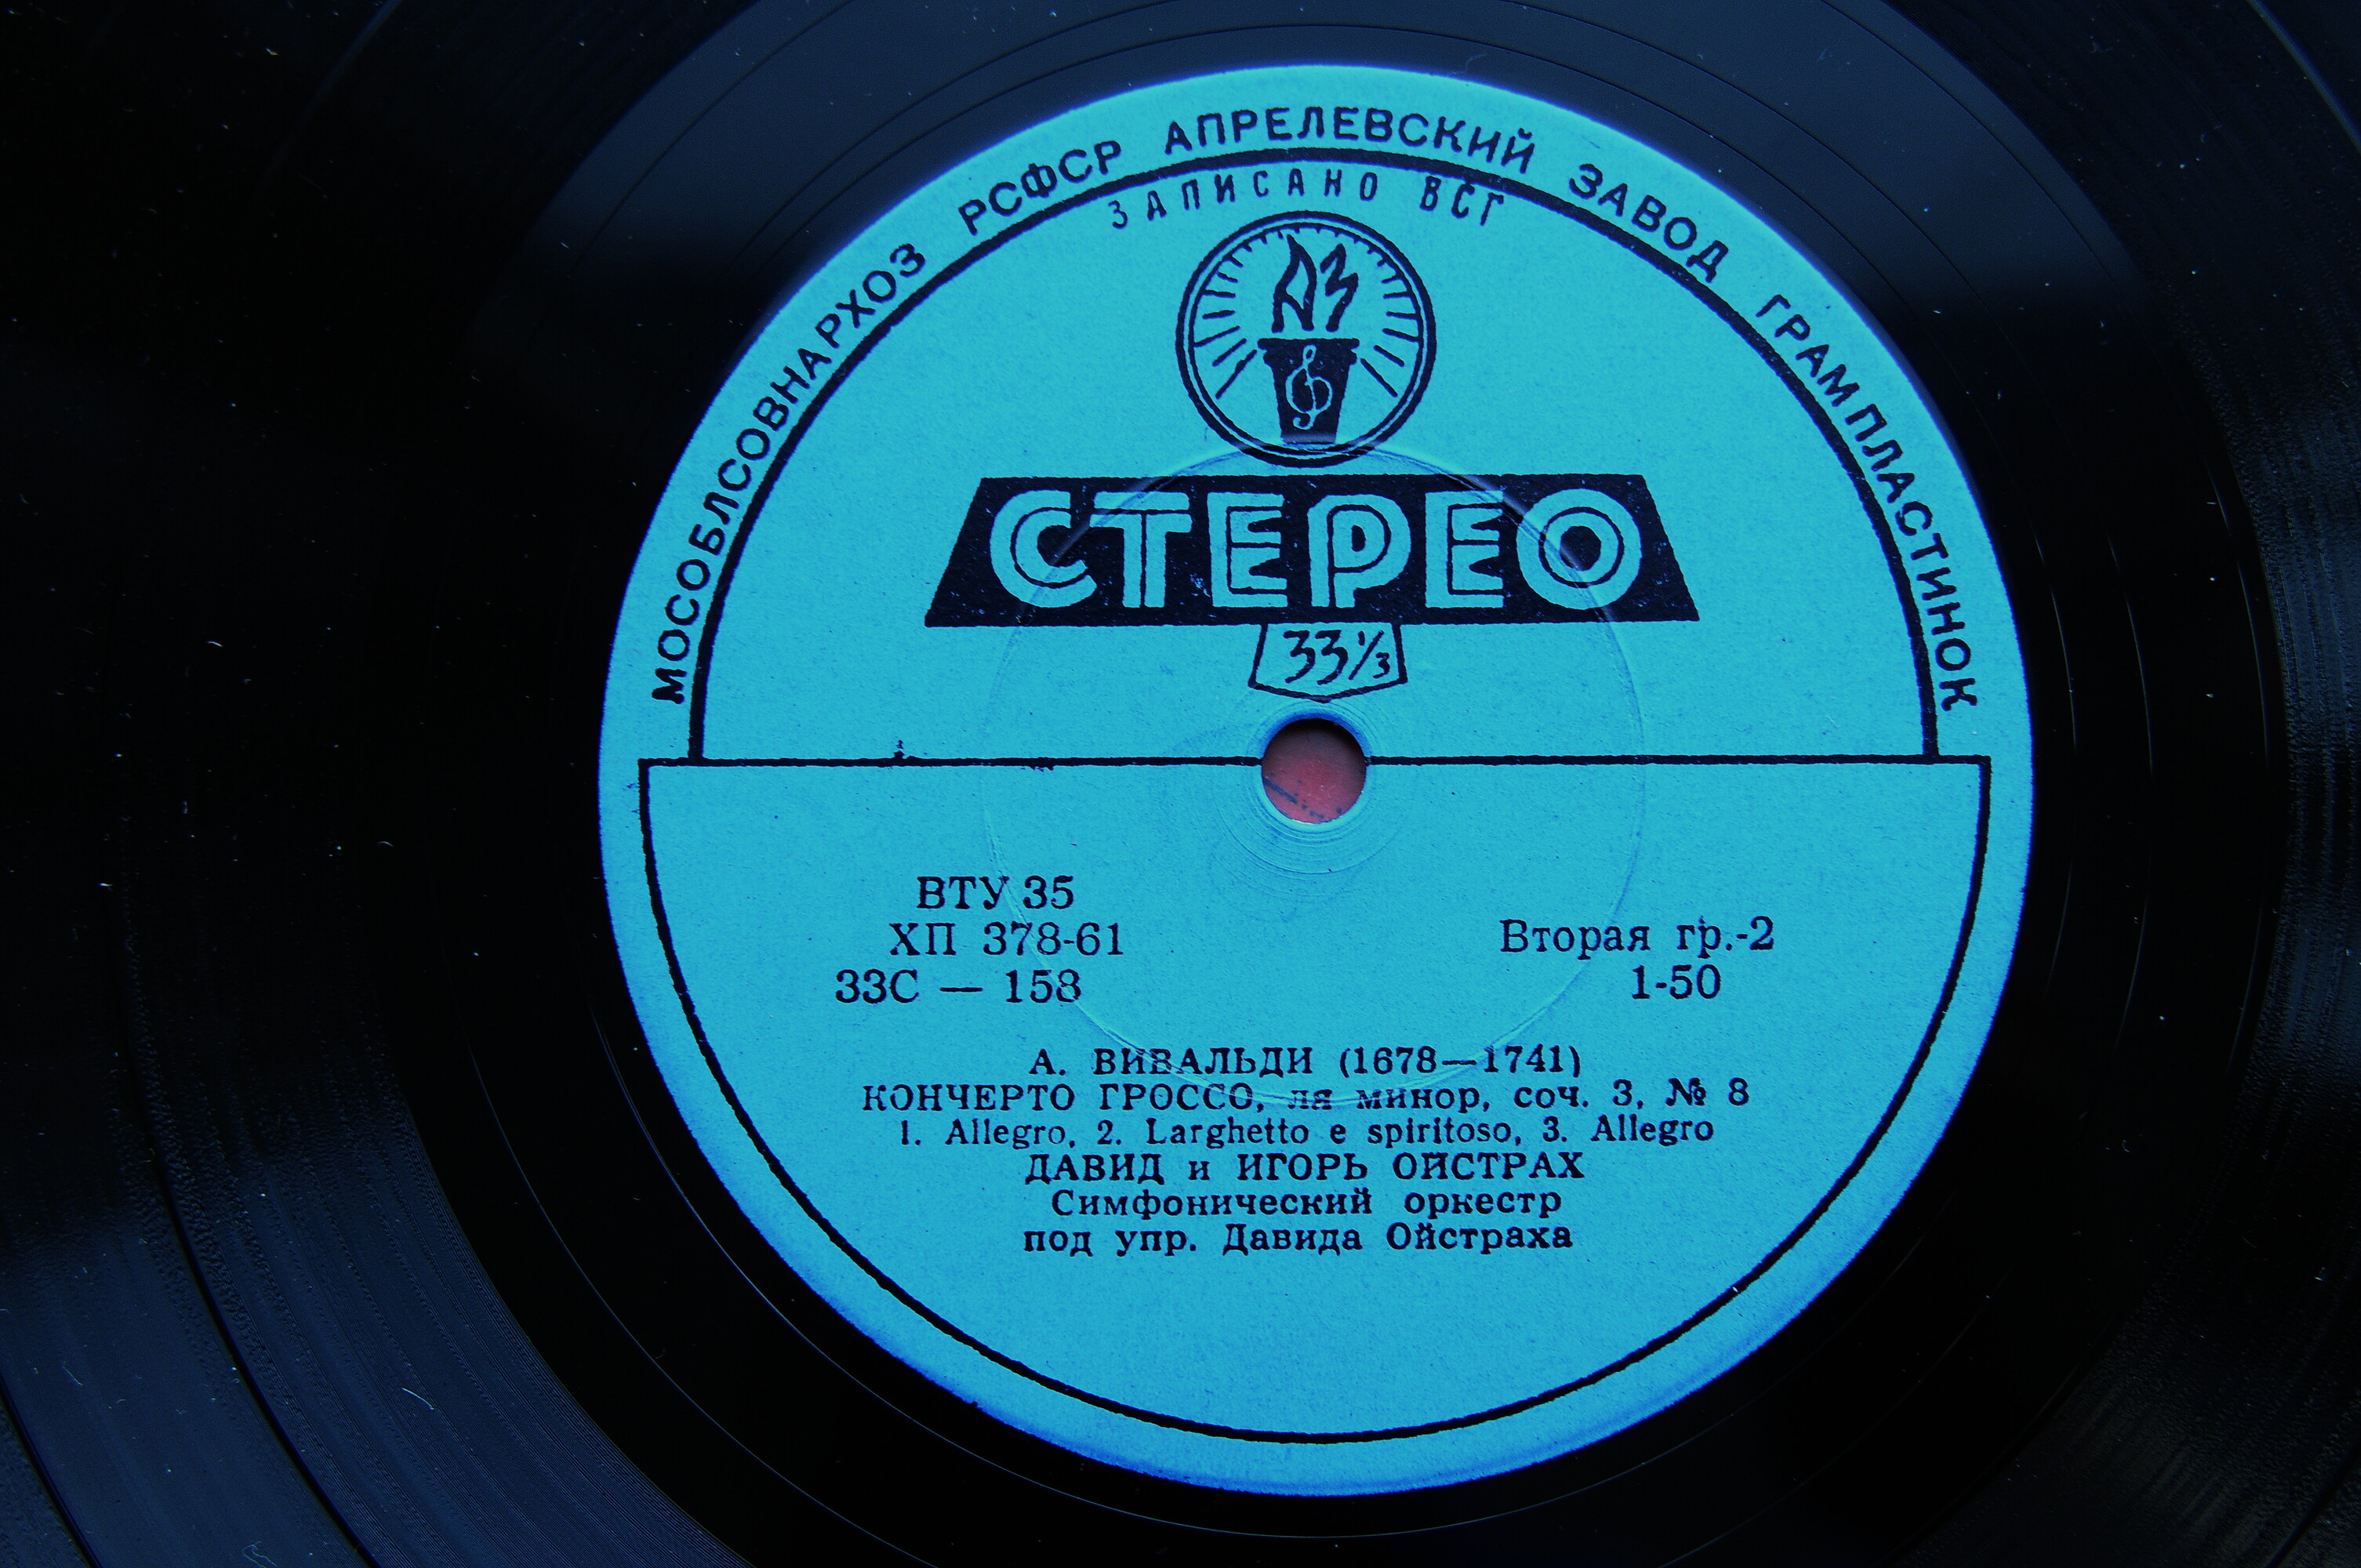 МОСОБЛСОВНАРХОЗ РСФСР АПРЕЛЕВСКИЙ ЗАВОД ГРАМПЛАСТИНОК
ЗАПИСАНО ВСГ
СТЕРЕО
33⅓
ВТУ 35
ХП 378-61
33С — 158
Вторая гр.-2
1-50
А. ВИВАЛЬДИ (1678—1741)
КОНЧЕРТО ГРОССО, ля минор, соч. 3, № 8
1. Allegro, 2. Larghetto e spiritoso, 3. Allegro
ДАВИД и ИГОРЬ ОЙСТРАХ
Симфонический оркестр
под упр. Давида Ойстраха